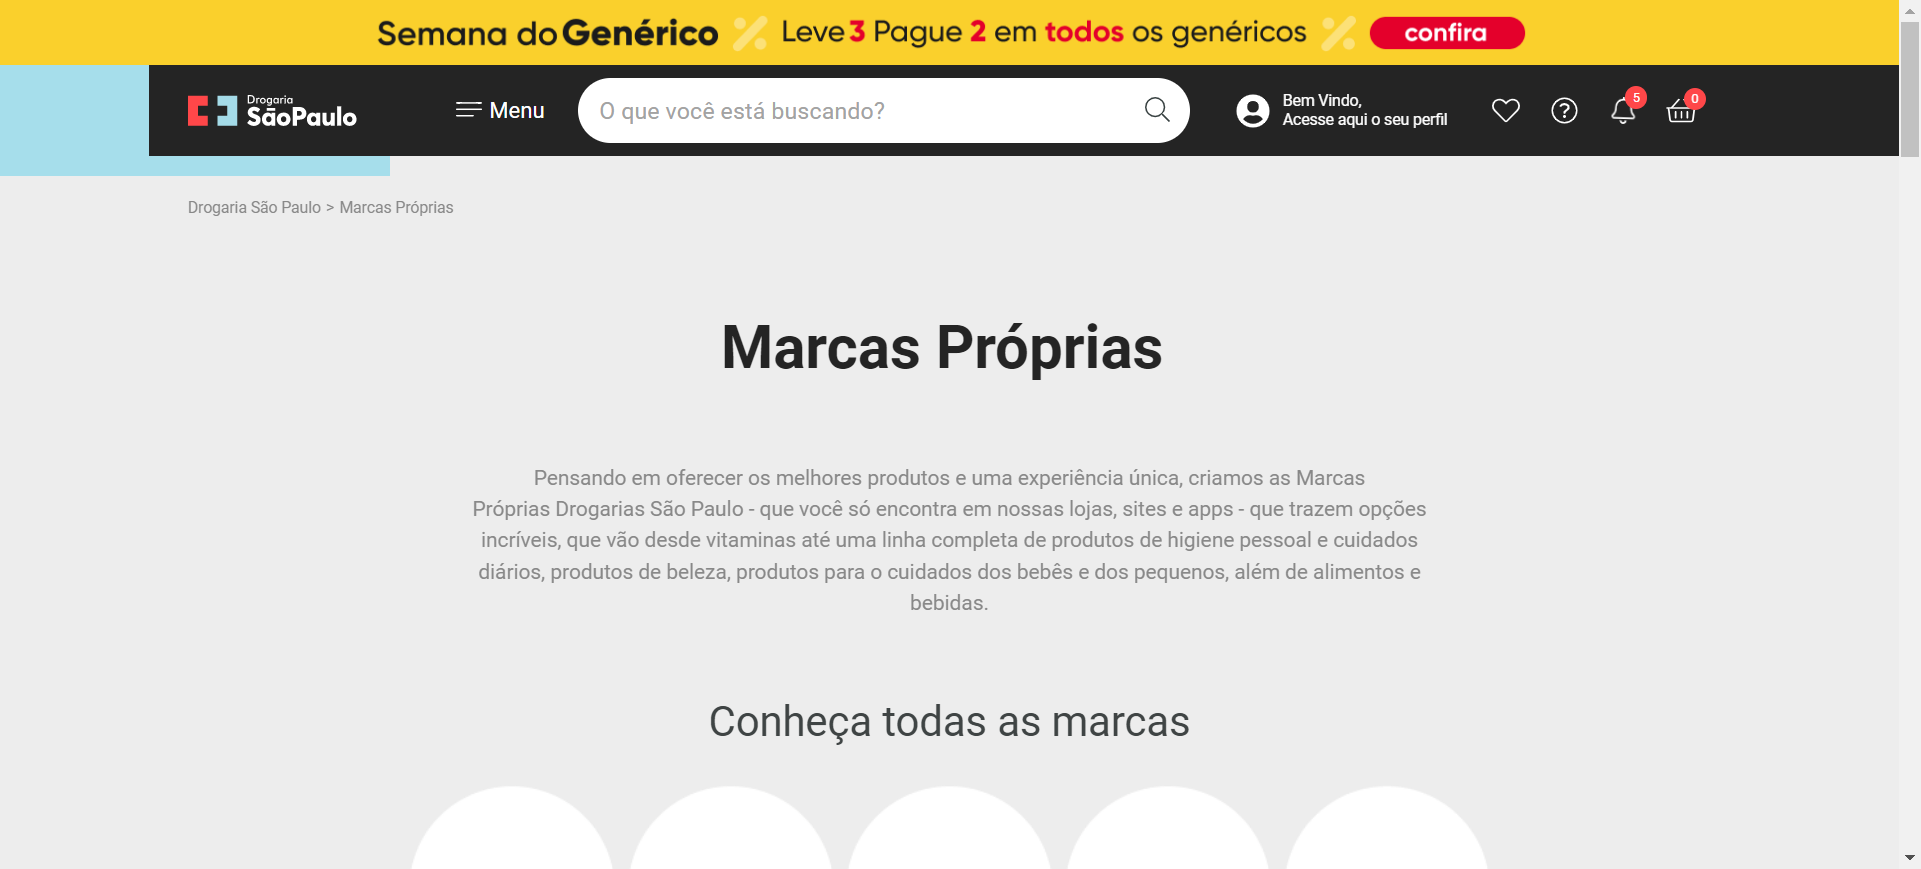 Semana do Genérico Leve 3 Pague 2 em todos os genéricos confira
Drogaria
SãoPaulo
Menu
O que você está buscando?
Bem Vindo,
Acesse aqui o seu perfil
5
0
Drogaria São Paulo > Marcas Próprias
Marcas Próprias
Pensando em oferecer os melhores produtos e uma experiência única, criamos as Marcas
Próprias Drogarias São Paulo - que você só encontra em nossas lojas, sites e apps - que trazem opções
incríveis, que vão desde vitaminas até uma linha completa de produtos de higiene pessoal e cuidados
diários, produtos de beleza, produtos para o cuidados dos bebês e dos pequenos, além de alimentos e
bebidas.
Conheça todas as marcas